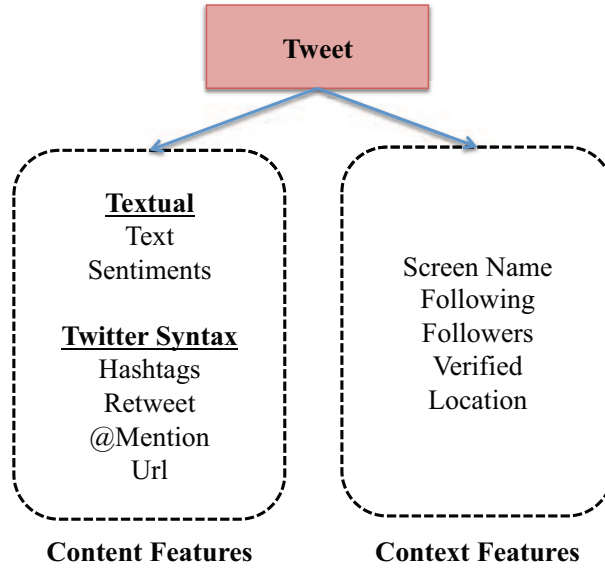 Tweet
Textual
Text
Sentiments
Twitter Syntax
Hashtags
Retweet
@Mention
Url
Content Features
Screen Name
Following
Followers
Verified
Location
Context Features